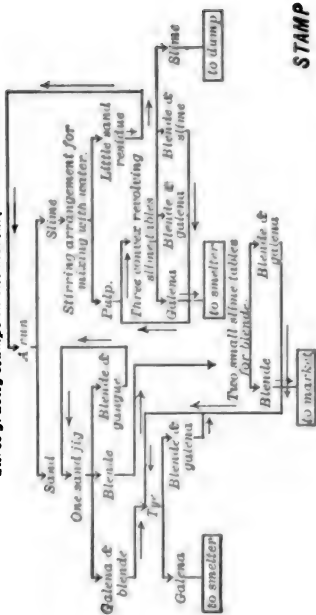 A run
Sand
Slime
One sand jig
Stirring arrangement for
mixing with water.
Galena &
blende
Blende
Blende &
gangue
Pulp.
Little sand
residue
Three convex revolving
slime tables
Tye
Galena
Blende &
galena
Blende &
slime
Slime
to smelter
to dump
Galena
Blende &
galena
Two small slime tables
for blende.
to smelter
Blende
Blende &
galena
to market
STAMP